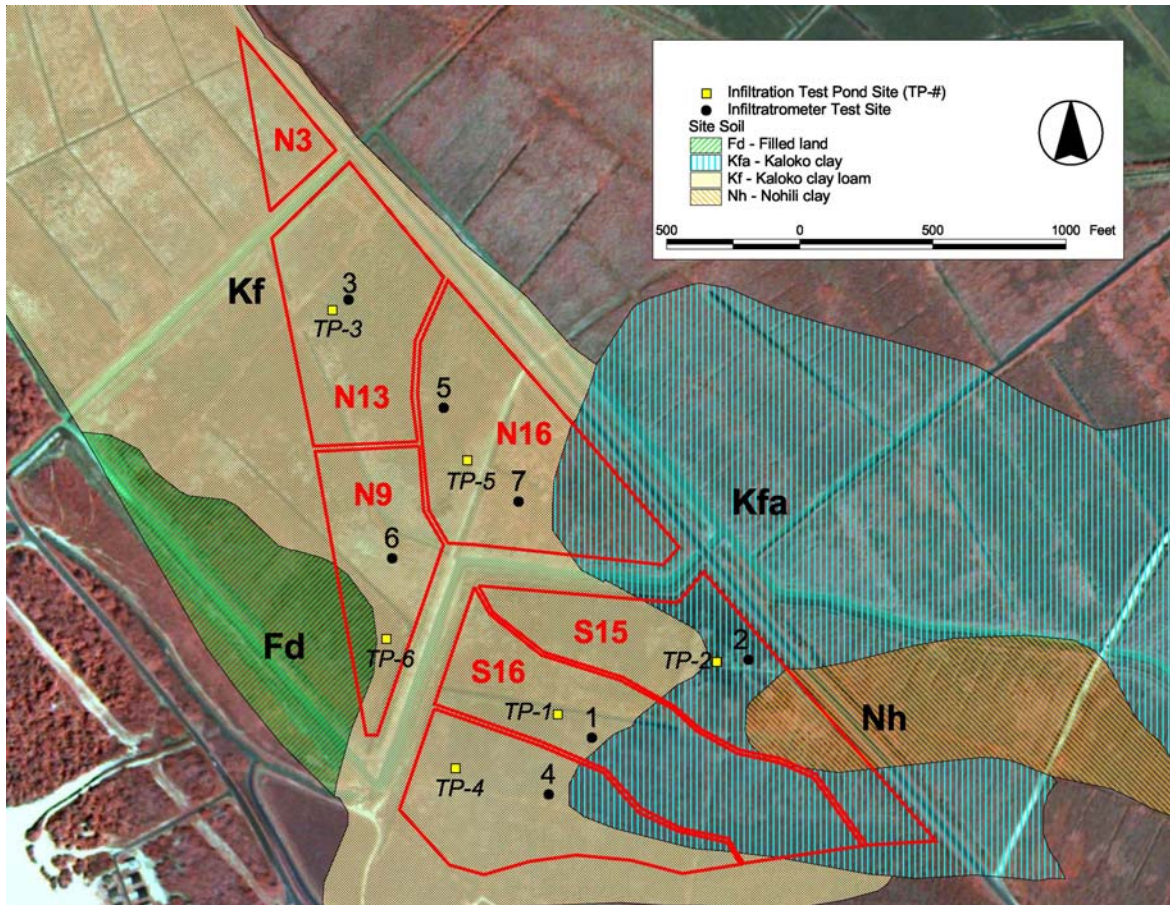 Infiltration Test Pond Site (TP-#)
Infiltratrometer Test Site
Site Soil
Fd - Filled land
Kfa - Kaloko clay
Kf - Kaloko clay loam
Nh - Nohili clay
500 0 500 1000 Feet
N3
Kf
3
TP-3
N13
5
N16
TP-5
7
N9
6
Kfa
Fd
TP-6
S15
2
TP-2
S16
TP-1
1
Nh
TP-4
4